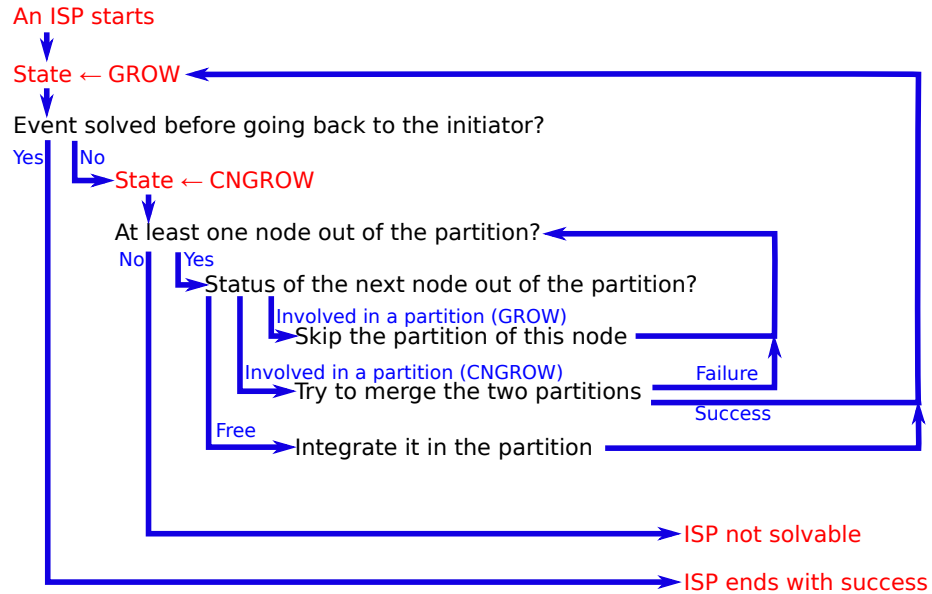 An ISP starts
State ← GROW
Event solved before going back to the initiator?
Yes
No
State ← CNGROW
At least one node out of the partition?
No
Yes
Status of the next node out of the partition?
Involved in a partition (GROW)
Skip the partition of this node
Involved in a partition (CNGROW)
Failure
Try to merge the two partitions
Success
Free
Integrate it in the partition
ISP not solvable
ISP ends with success